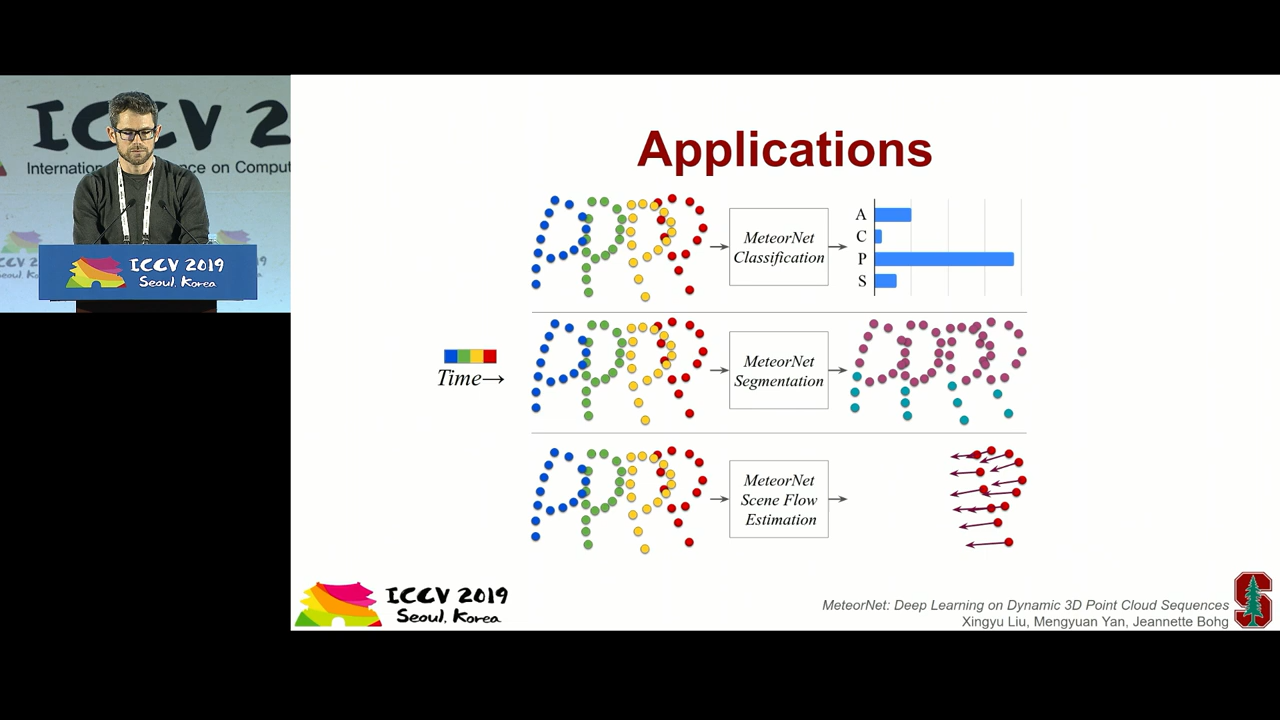 ICCV 2
International Conference on Comput
ICCV 2019
Seoul, Korea
Applications
MeteorNet
Classification
A
C
P
S
Time→
MeteorNet
Segmentation
MeteorNet
Scene Flow
Estimation
ICCV 2019
Seoul, Korea
MeteorNet: Deep Learning on Dynamic 3D Point Cloud Sequences
Xingyu Liu, Mengyuan Yan, Jeannette Bohg
S